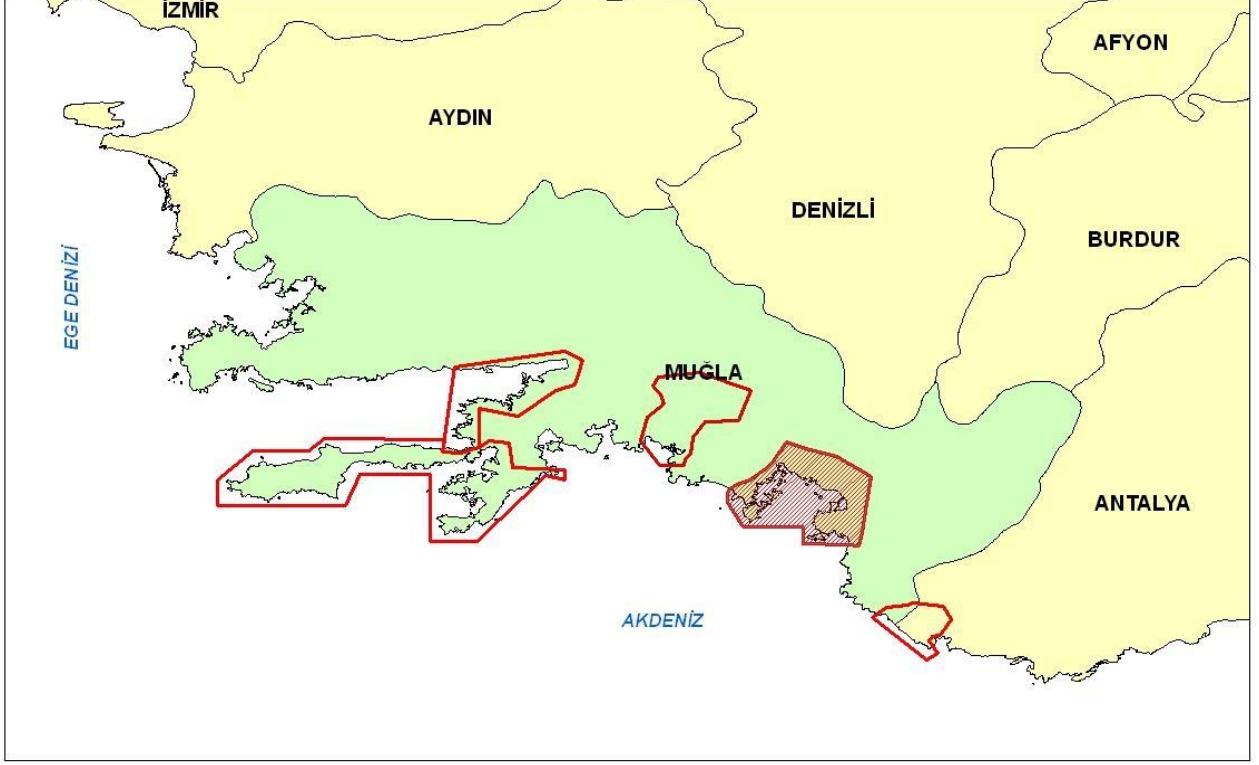 İZMİR
AFYON
AYDIN
DENİZLİ
BURDUR
EGE DENİZİ
MUĞLA
ANTALYA
AKDENİZ